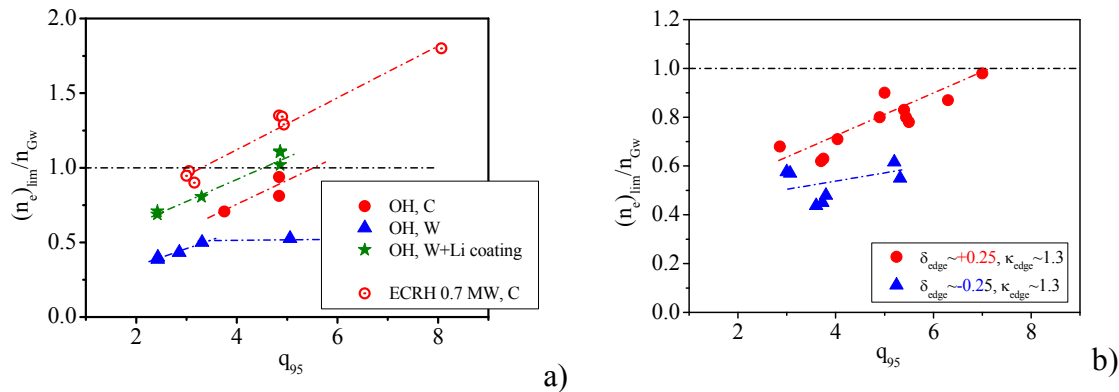 2.0
1.5
1.0
0.5
0.0
(n_e)_lim/n_Gw
2 4 6 8
q_95
OH, C
OH, W
OH, W+Li coating
ECRH 0.7 MW, C
a)
1.2
1.0
0.8
0.6
0.4
0.2
0.0
(n_e)_lim/n_Gw
2 4 6 8
q_95
δ_edge~+0.25, κ_edge~1.3
δ_edge~-0.25, κ_edge~1.3
b)